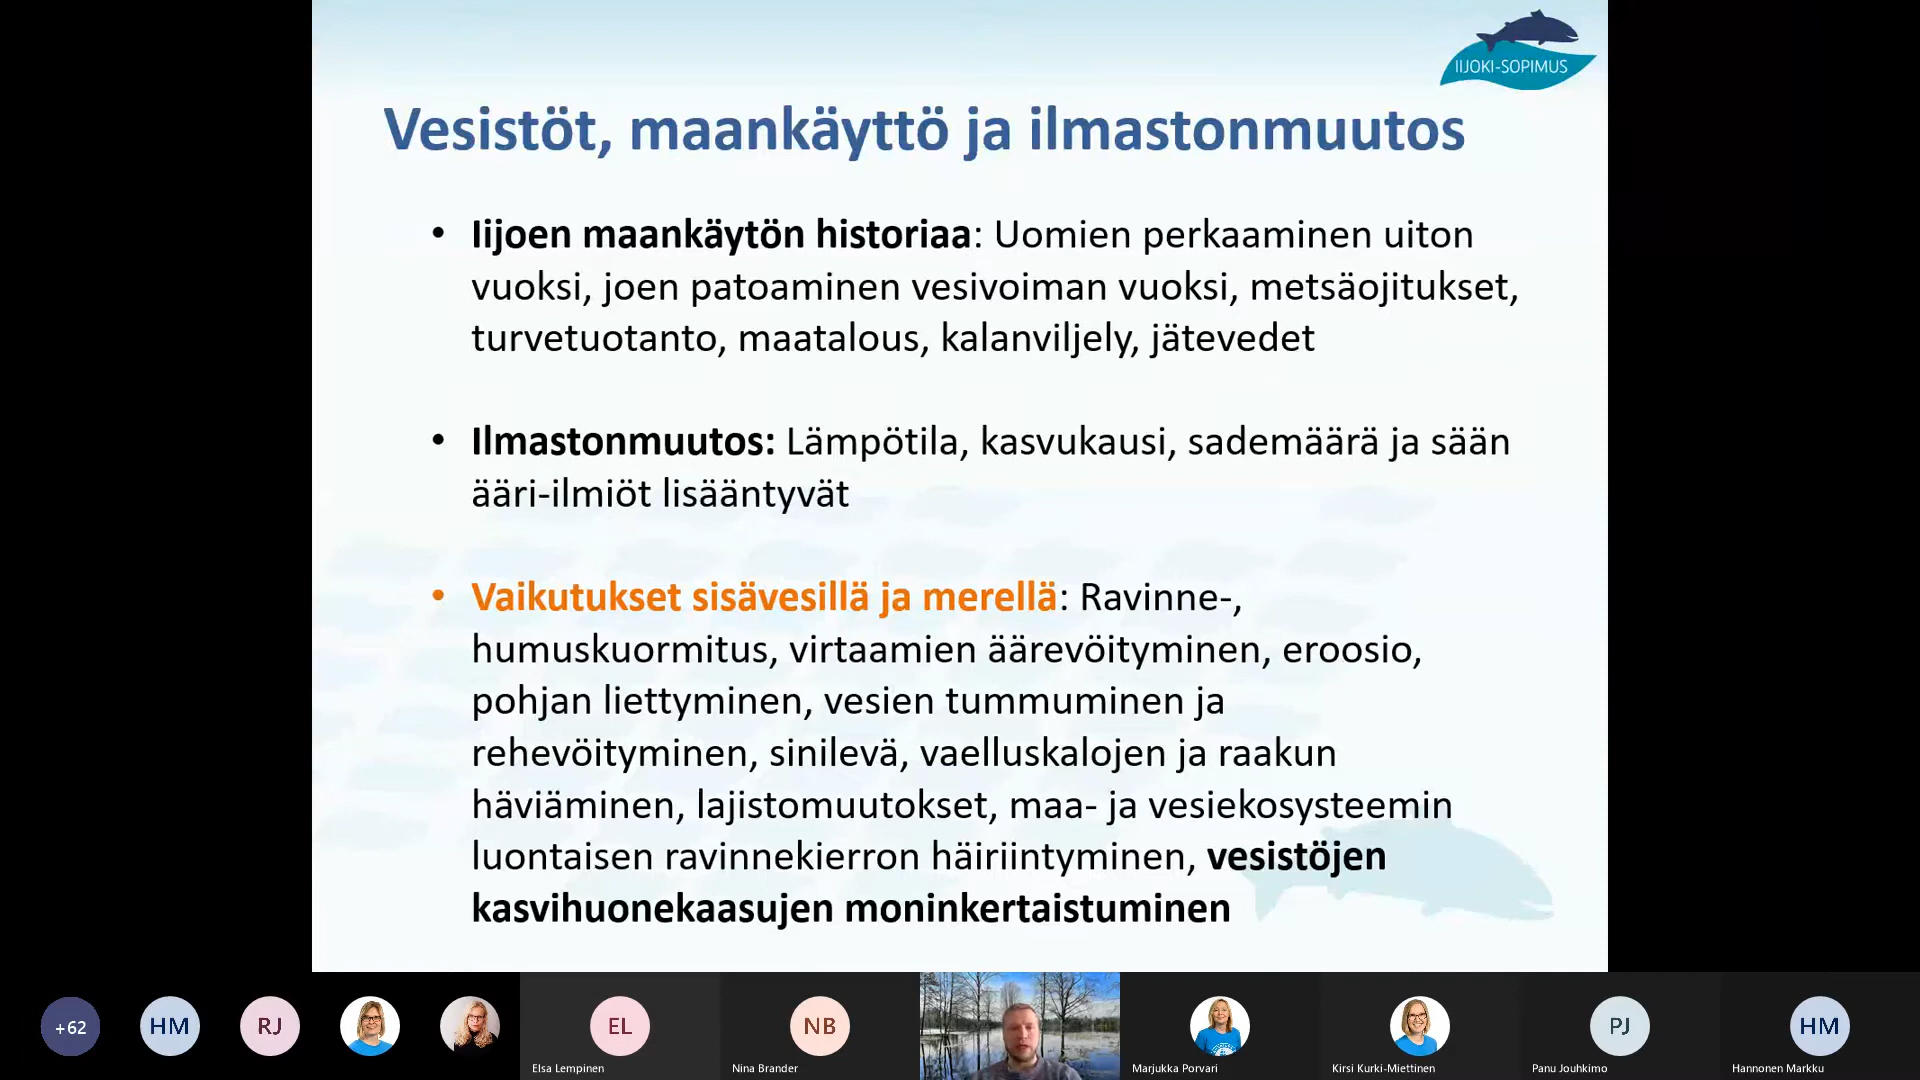 IIJOKI-SOPIMUS
Vesistöt, maankäyttö ja ilmastonmuutos
• Iijoen maankäytön historiaa: Uomien perkaaminen uiton
vuoksi, joen patoaminen vesivoiman vuoksi, metsäojitukset,
turvetuotanto, maatalous, kalanviljely, jätevedet
• Ilmastonmuutos: Lämpötila, kasvukausi, sademäärä ja sään
ääri-ilmiöt lisääntyvät
• Vaikutukset sisävesillä ja merellä: Ravinne-,
humuskuormitus, virtaamien äärevöityminen, eroosio,
pohjan liettyminen, vesien tummuminen ja
rehevöityminen, sinilevä, vaelluskalojen ja raakun
häviäminen, lajistomuutokset, maa- ja vesiekosysteemin
luontaisen ravinnekierron häiriintyminen, vesistöjen
kasvihuonekaasujen moninkertaistuminen
+62
HM
RJ
EL
NB
PJ
HM
Elsa Lempinen
Nina Brander
Marjukka Porvari
Kirsi Kurki-Miettinen
Panu Jouhkimo
Hannonen Markku